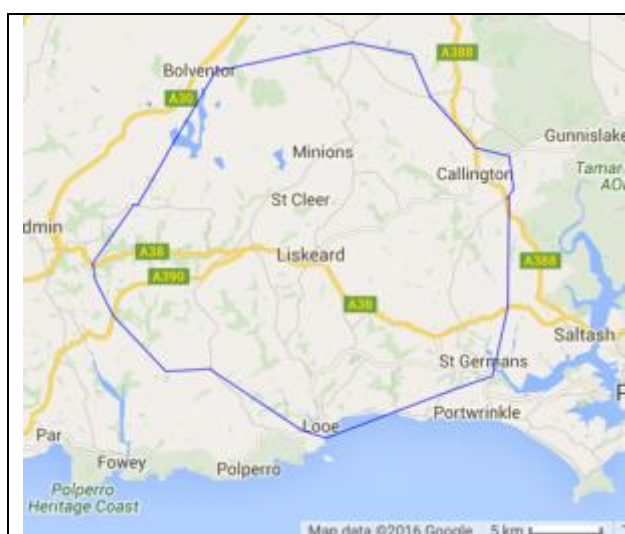 A388
Bolventor
A30
Gunnislake
Minions
Tamar
AO
Callington
St Cleer
dmin
A38
Liskeard
A390
A388
A38
Saltash
St Germans
P
Portwrinkle
Looe
Par
Fowey
Polperro
Polperro
Heritage Coast
Map data ©2016 Google
5 km